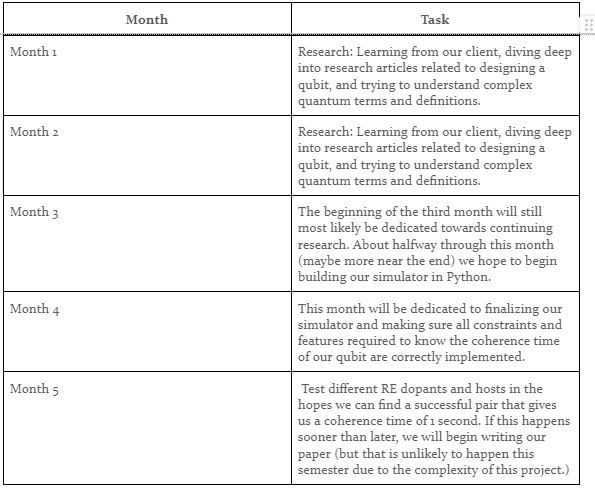 Month Task
Month 1
Research: Learning from our client, diving deep
into research articles related to designing a
qubit, and trying to understand complex
quantum terms and definitions.
Month 2
Research: Learning from our client, diving deep
into research articles related to designing a
qubit, and trying to understand complex
quantum terms and definitions.
Month 3
The beginning of the third month will still
most likely be dedicated towards continuing
research. About halfway through this month
(maybe more near the end) we hope to begin
building our simulator in Python.
Month 4
This month will be dedicated to finalizing our
simulator and making sure all constraints and
features required to know the coherence time
of our qubit are correctly implemented.
Month 5
Test different RE dopants and hosts in the
hopes we can find a successful pair that gives
us a coherence time of 1 second. If this happens
sooner than later, we will begin writing our
paper (but that is unlikely to happen this
semester due to the complexity of this project.)